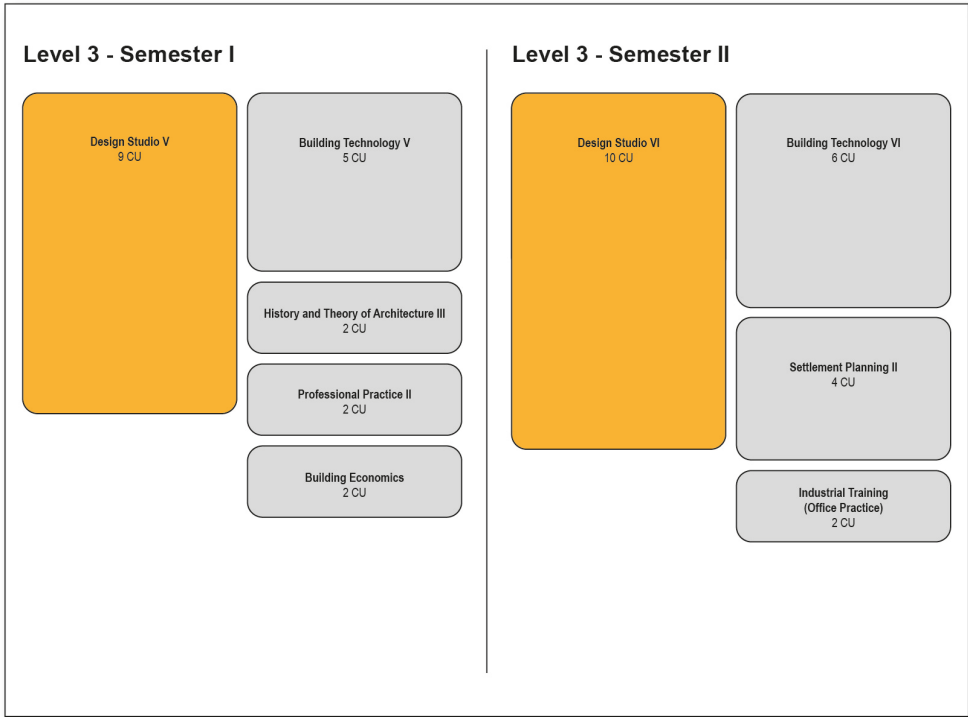 Level 3 - Semester I
Design Studio V
9 CU
Building Technology V
5 CU
History and Theory of Architecture III
2 CU
Professional Practice II
2 CU
Building Economics
2 CU
Level 3 - Semester II
Design Studio VI
10 CU
Building Technology VI
6 CU
Settlement Planning II
4 CU
Industrial Training
(Office Practice)
2 CU